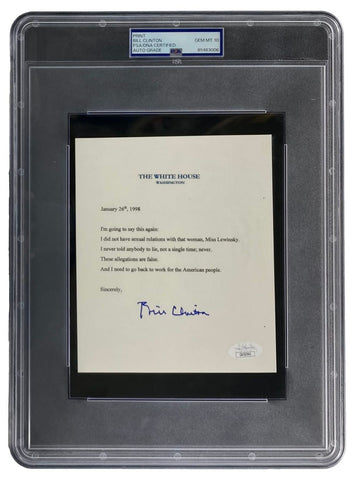 PRINT
BILL CLINTON
PSA/DNA CERTIFIED
AUTO GRADE
GEM MT 10
PSA
THE WHITE HOUSE
WASHINGTON
January 26th, 1998
I'm going to say this again:
I did not have sexual relations with that woman, Miss Lewinsky.
I never told anybody to lie, not a single time; never.
These allegations are false.
And I need to go back to work for the American people.
Sincerely,
Bill Clinton
JSA